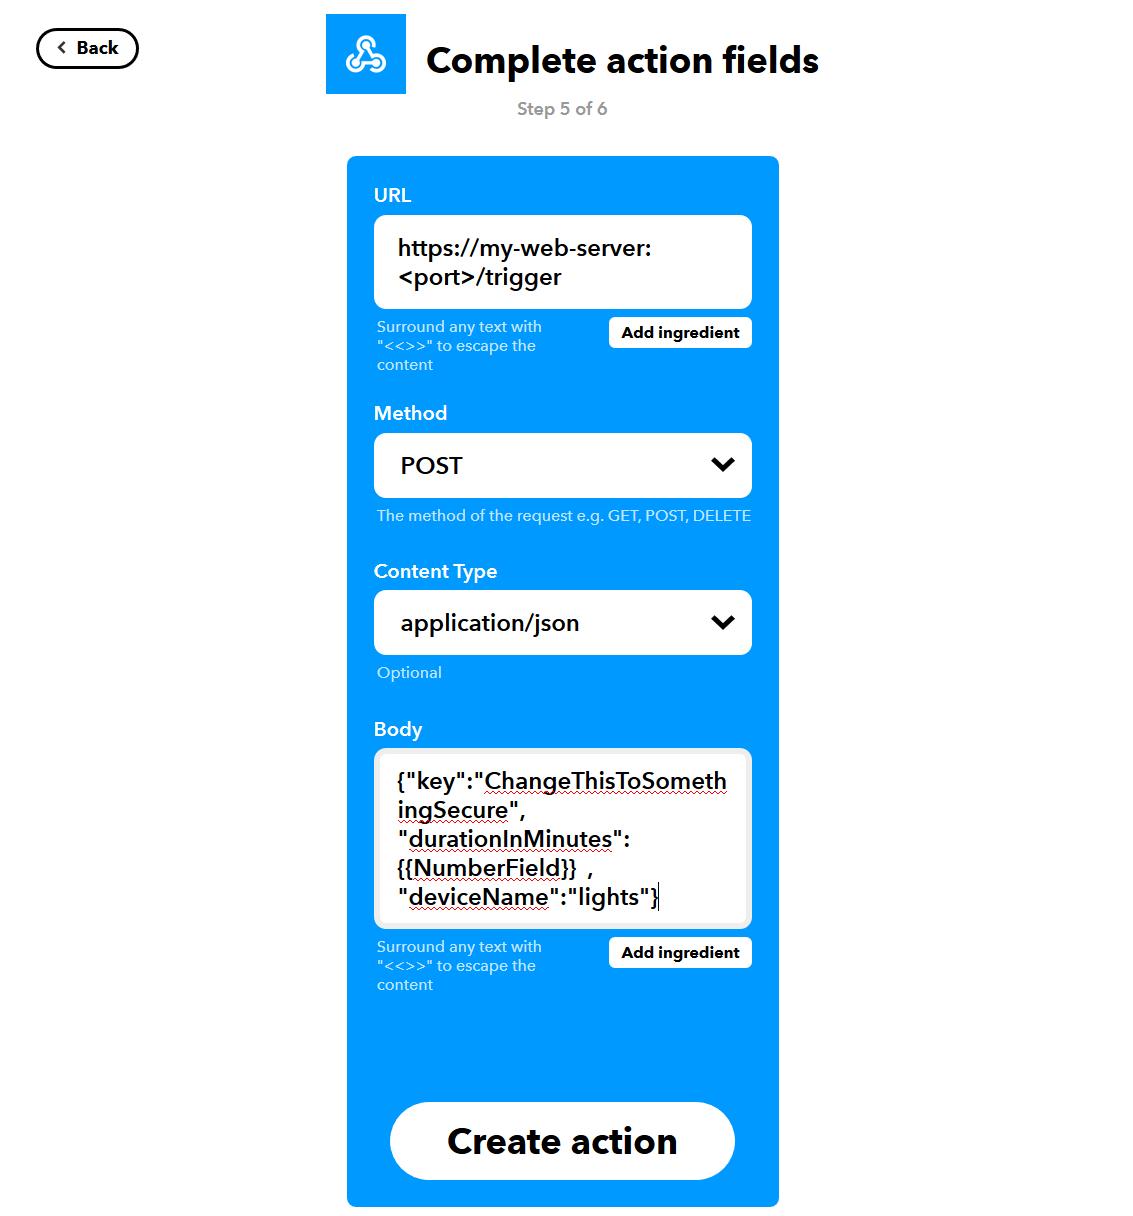 Back
Complete action fields
Step 5 of 6
URL
https://my-web-server:
<port>/trigger
Surround any text with
"<<>>" to escape the
content
Add ingredient
Method
POST
The method of the request e.g. GET, POST, DELETE
Content Type
application/json
Optional
Body
{"key":"ChangeThisToSometh
ingSecure",
"durationInMinutes":
{{NumberField}} ,
"deviceName":"lights"}
Surround any text with
"<<>>" to escape the
content
Add ingredient
Create action